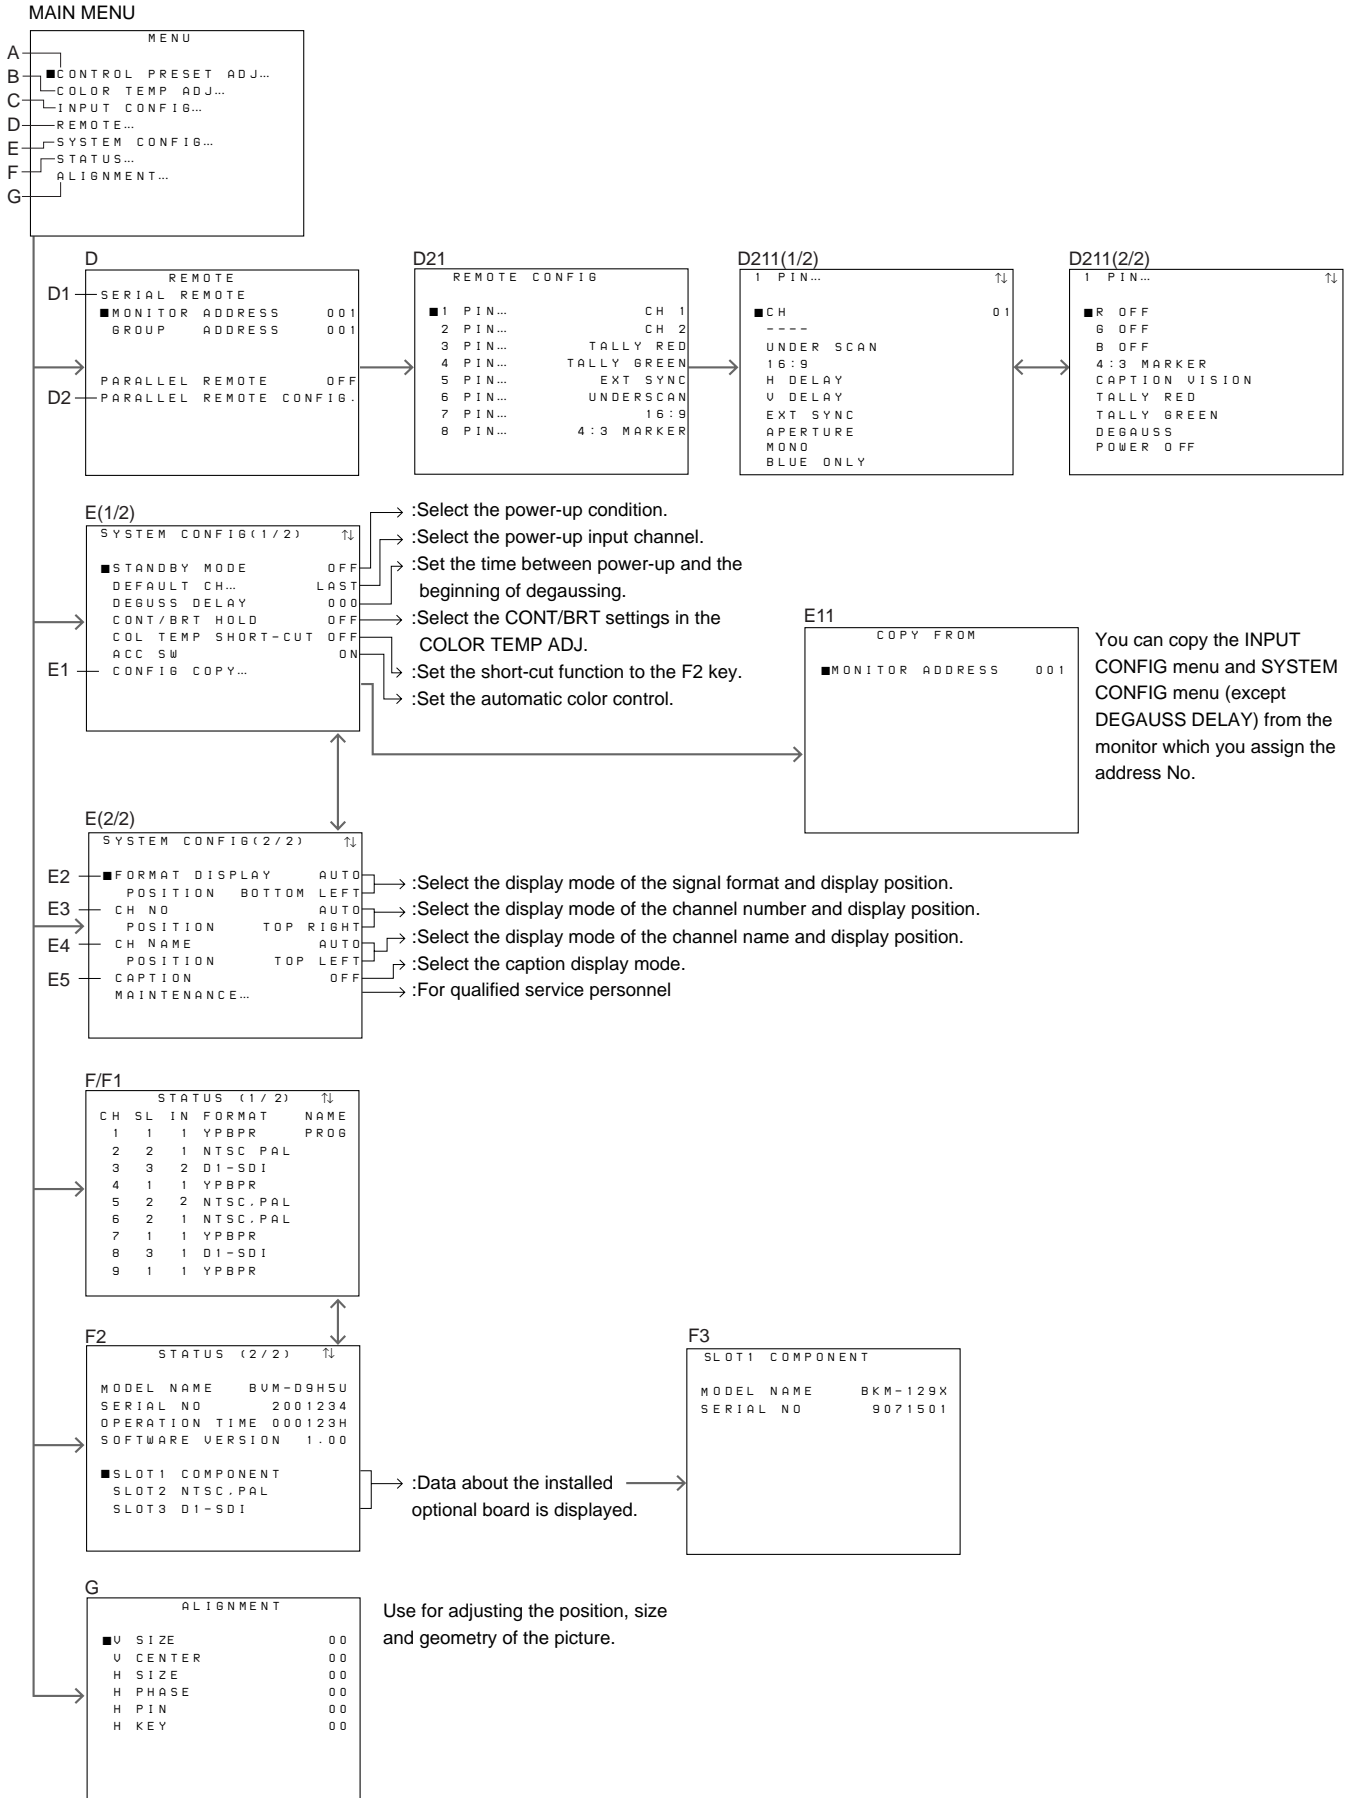 MAIN MENU
MENU
A
B
C
D
E
F
G
■CONTROL PRESET ADJ…
COLOR TEMP ADJ…
INPUT CONFIG…
REMOTE…
SYSTEM CONFIG…
STATUS…
ALIGNMENT…
D
REMOTE
D1
SERIAL REMOTE
■MONITOR ADDRESS 001
GROUP ADDRESS 001
PARALLEL REMOTE OFF
D2
PARALLEL REMOTE CONFIG.
D21
REMOTE CONFIG
■1 PIN… CH 1
2 PIN… CH 2
3 PIN… TALLY RED
4 PIN… TALLY GREEN
5 PIN… EXT SYNC
6 PIN… UNDERSCAN
7 PIN… 16:9
8 PIN… 4:3 MARKER
D211(1/2)
1 PIN… ↑↓
■CH 01
----
UNDER SCAN
16:9
H DELAY
V DELAY
EXT SYNC
APERTURE
MONO
BLUE ONLY
D211(2/2)
1 PIN… ↑↓
■R OFF
G OFF
B OFF
4:3 MARKER
CAPTION VISION
TALLY RED
TALLY GREEN
DEGAUSS
POWER OFF
E(1/2)
SYSTEM CONFIG(1/2) ↑↓
■STANDBY MODE OFF
DEFAULT CH… LAST
DEGUSS DELAY 000
CONT/BRT HOLD OFF
COL TEMP SHORT-CUT OFF
ACC SW ON
E1
CONFIG COPY…
:Select the power-up condition.
:Select the power-up input channel.
:Set the time between power-up and the
beginning of degaussing.
:Select the CONT/BRT settings in the
COLOR TEMP ADJ.
:Set the short-cut function to the F2 key.
:Set the automatic color control.
E11
COPY FROM
■MONITOR ADDRESS 001
You can copy the INPUT
CONFIG menu and SYSTEM
CONFIG menu (except
DEGAUSS DELAY) from the
monitor which you assign the
address No.
E(2/2)
SYSTEM CONFIG(2/2) ↑↓
E2
■FORMAT DISPLAY AUTO
POSITION BOTTOM LEFT
E3
CH NO AUTO
POSITION TOP RIGHT
E4
CH NAME AUTO
POSITION TOP LEFT
E5
CAPTION OFF
MAINTENANCE…
:Select the display mode of the signal format and display position.
:Select the display mode of the channel number and display position.
:Select the display mode of the channel name and display position.
:Select the caption display mode.
:For qualified service personnel
F/F1
STATUS (1/2) ↑↓
CH SL IN FORMAT NAME
1 1 1 YPBPR PROG
2 2 1 NTSC PAL
3 3 2 D1-SDI
4 1 1 YPBPR
5 2 2 NTSC,PAL
6 2 1 NTSC,PAL
7 1 1 YPBPR
8 3 1 D1-SDI
9 1 1 YPBPR
F2
STATUS (2/2) ↑↓
MODEL NAME BVM-D9H5U
SERIAL NO 2001234
OPERATION TIME 000123H
SOFTWARE VERSION 1.00
■SLOT1 COMPONENT
SLOT2 NTSC,PAL
SLOT3 D1-SDI
:Data about the installed
optional board is displayed.
F3
SLOT1 COMPONENT
MODEL NAME BKM-129X
SERIAL NO 9071501
G
ALIGNMENT
■V SIZE 00
V CENTER 00
H SIZE 00
H PHASE 00
H PIN 00
H KEY 00
Use for adjusting the position, size
and geometry of the picture.